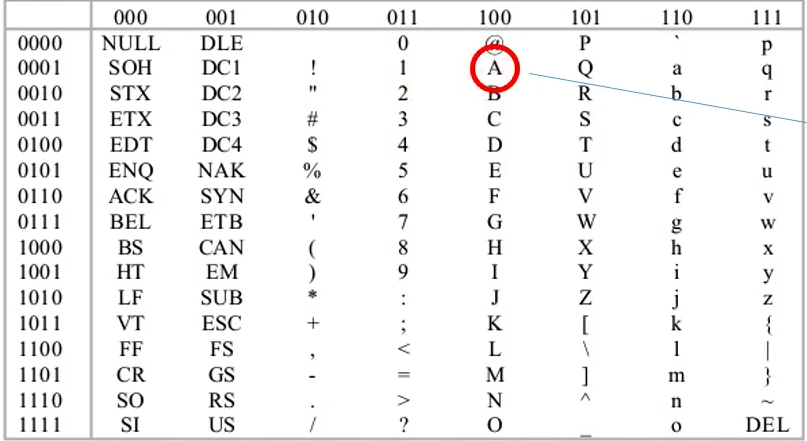 000 001 010 011 100 101 110 111
0000 NULL DLE 0 @ P ` p
0001 SOH DC1 ! 1 A Q a q
0010 STX DC2 " 2 B R b r
0011 ETX DC3 # 3 C S c s
0100 EDT DC4 $ 4 D T d t
0101 ENQ NAK % 5 E U e u
0110 ACK SYN & 6 F V f v
0111 BEL ETB ' 7 G W g w
1000 BS CAN ( 8 H X h x
1001 HT EM ) 9 I Y i y
1010 LF SUB * : J Z j z
1011 VT ESC + ; K [ k {
1100 FF FS , < L \ l |
1101 CR GS - = M ] m }
1110 SO RS . > N ^ n ~
1111 SI US / ? O _ o DEL